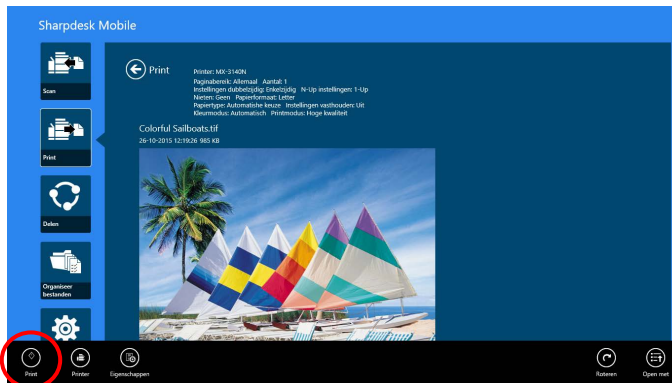 Sharpdesk Mobile
Scan
Print
Delen
Organiseer
bestanden
Print
Printer: MX-3140N
Paginabereik: Allemaal Aantal: 1
Instellingen dubbelzijdig: Enkelzijdig N-Up instellingen: 1-Up
Nieten: Geen Papierformaat: Letter
Papiertype: Automatishe keuze Instellingen vasthouden: Uit
Kleurmodus: Automatisch Printmodus: Hoge kwaliteit
Colorful Sailboats.tif
26-10-2015 12:19:26 985 KB
Print
Printer
Eigenschappen
Roteren
Open met